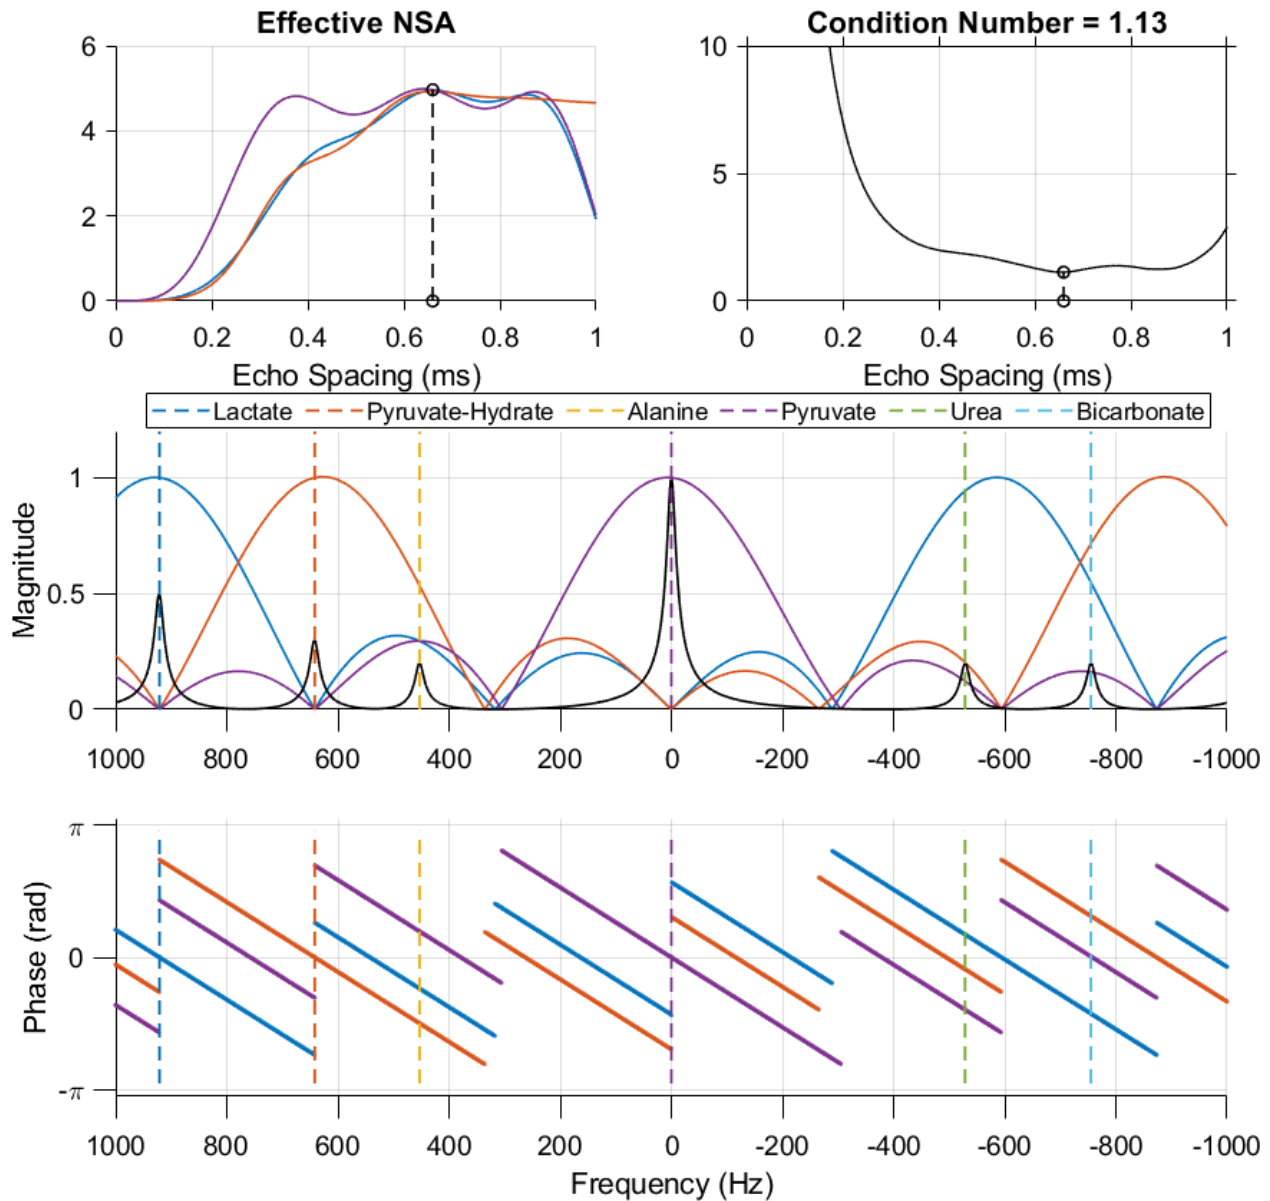 Effective NSA
6
4
2
0
0 0.2 0.4 0.6 0.8 1
Echo Spacing (ms)
Condition Number = 1.13
10
5
0
0 0.2 0.4 0.6 0.8 1
Echo Spacing (ms)
Lactate Pyruvate-Hydrate Alanine Pyruvate Urea Bicarbonate
Magnitude
1
0.5
0
1000 800 600 400 200 0 -200 -400 -600 -800 -1000
Phase (rad)
π
0
-π
1000 800 600 400 200 0 -200 -400 -600 -800 -1000
Frequency (Hz)